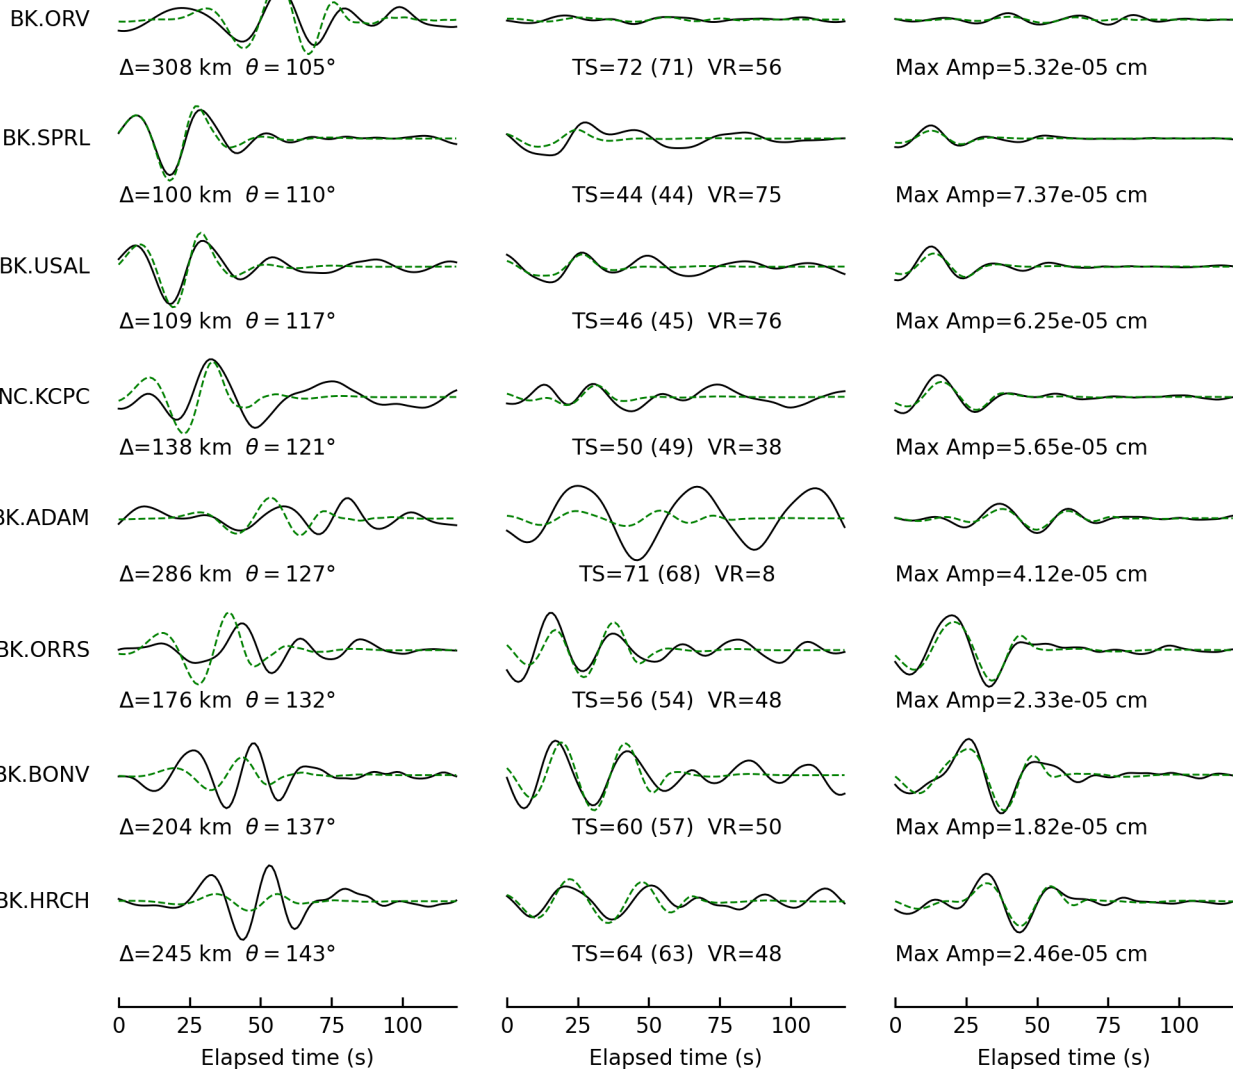 BK.ORV
Δ=308 km θ = 105° TS=72 (71) VR=56 Max Amp=5.32e-05 cm
BK.SPRL
Δ=100 km θ = 110° TS=44 (44) VR=75 Max Amp=7.37e-05 cm
BK.USAL
Δ=109 km θ = 117° TS=46 (45) VR=76 Max Amp=6.25e-05 cm
NC.KCPC
Δ=138 km θ = 121° TS=50 (49) VR=38 Max Amp=5.65e-05 cm
BK.ADAM
Δ=286 km θ = 127° TS=71 (68) VR=8 Max Amp=4.12e-05 cm
BK.ORRS
Δ=176 km θ = 132° TS=56 (54) VR=48 Max Amp=2.33e-05 cm
BK.BONV
Δ=204 km θ = 137° TS=60 (57) VR=50 Max Amp=1.82e-05 cm
BK.HRCH
Δ=245 km θ = 143° TS=64 (63) VR=48 Max Amp=2.46e-05 cm
0 25 50 75 100 0 25 50 75 100 0 25 50 75 100
Elapsed time (s) Elapsed time (s) Elapsed time (s)